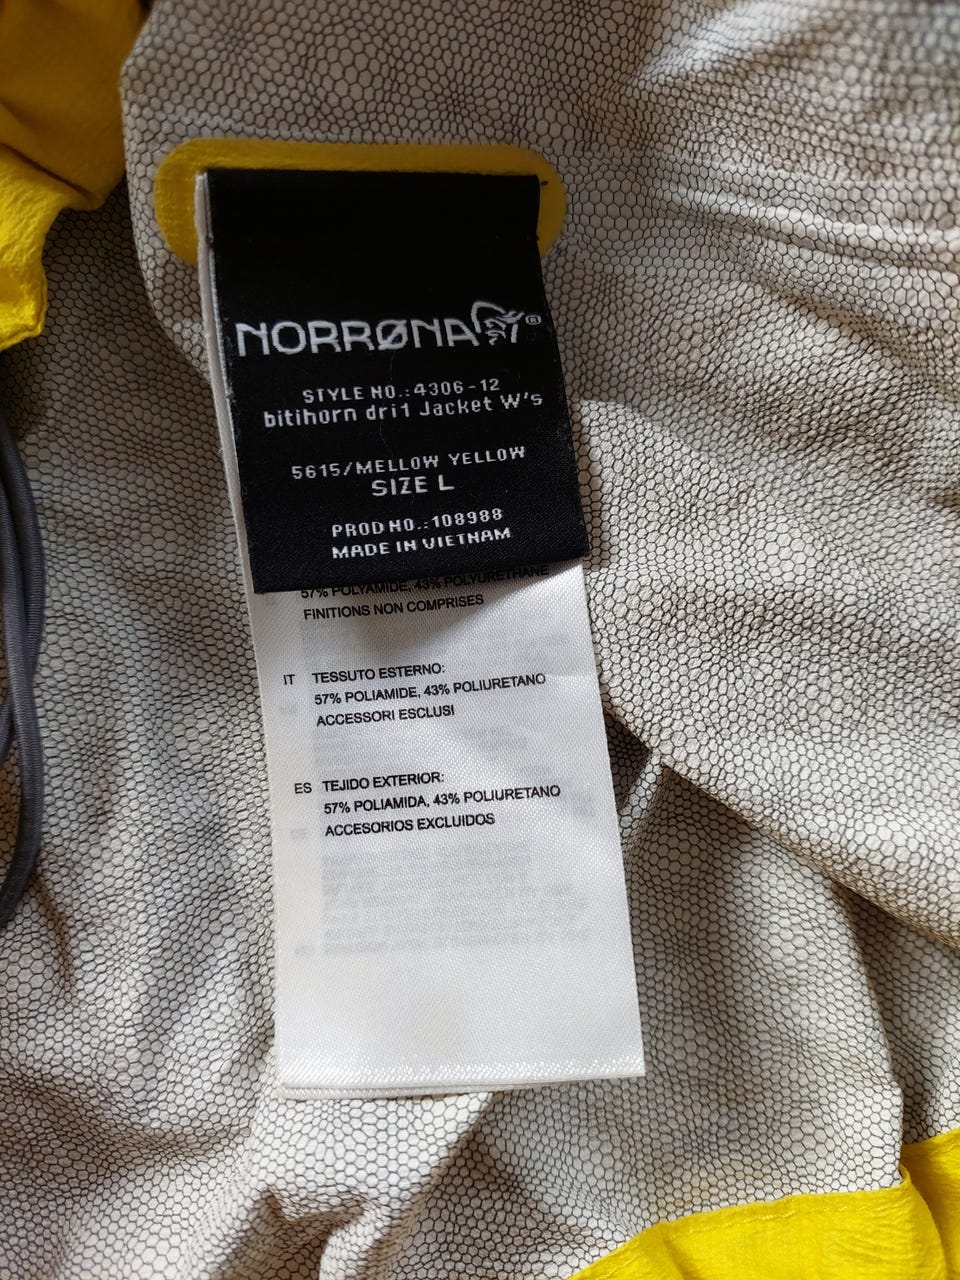 NORRØNA®
STYLE NO.:4306-12
bitihorn dri1 Jacket W's
5615/MELLOW YELLOW
SIZE L
PROD NO.:108988
MADE IN VIETNAM
57% POLYAMIDE, 43% POLYURETHANE
FINITIONS NON COMPRISES
IT TESSUTO ESTERNO:
57% POLIAMIDE, 43% POLIURETANO
ACCESSORI ESCLUSI
ES TEJIDO EXTERIOR:
57% POLIAMIDA, 43% POLIURETANO
ACCESORIOS EXCLUIDOS